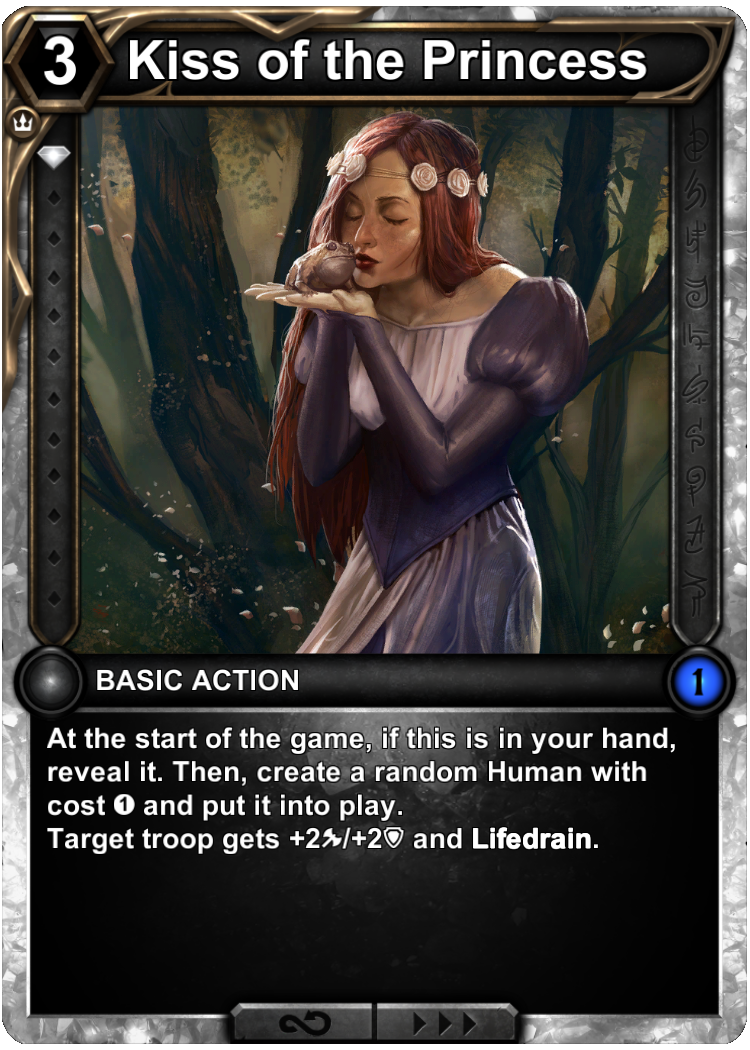 3
Kiss of the Princess
BASIC ACTION
1
At the start of the game, if this is in your hand,
reveal it. Then, create a random Human with
cost 1 and put it into play.
Target troop gets +2/+2 and Lifedrain.